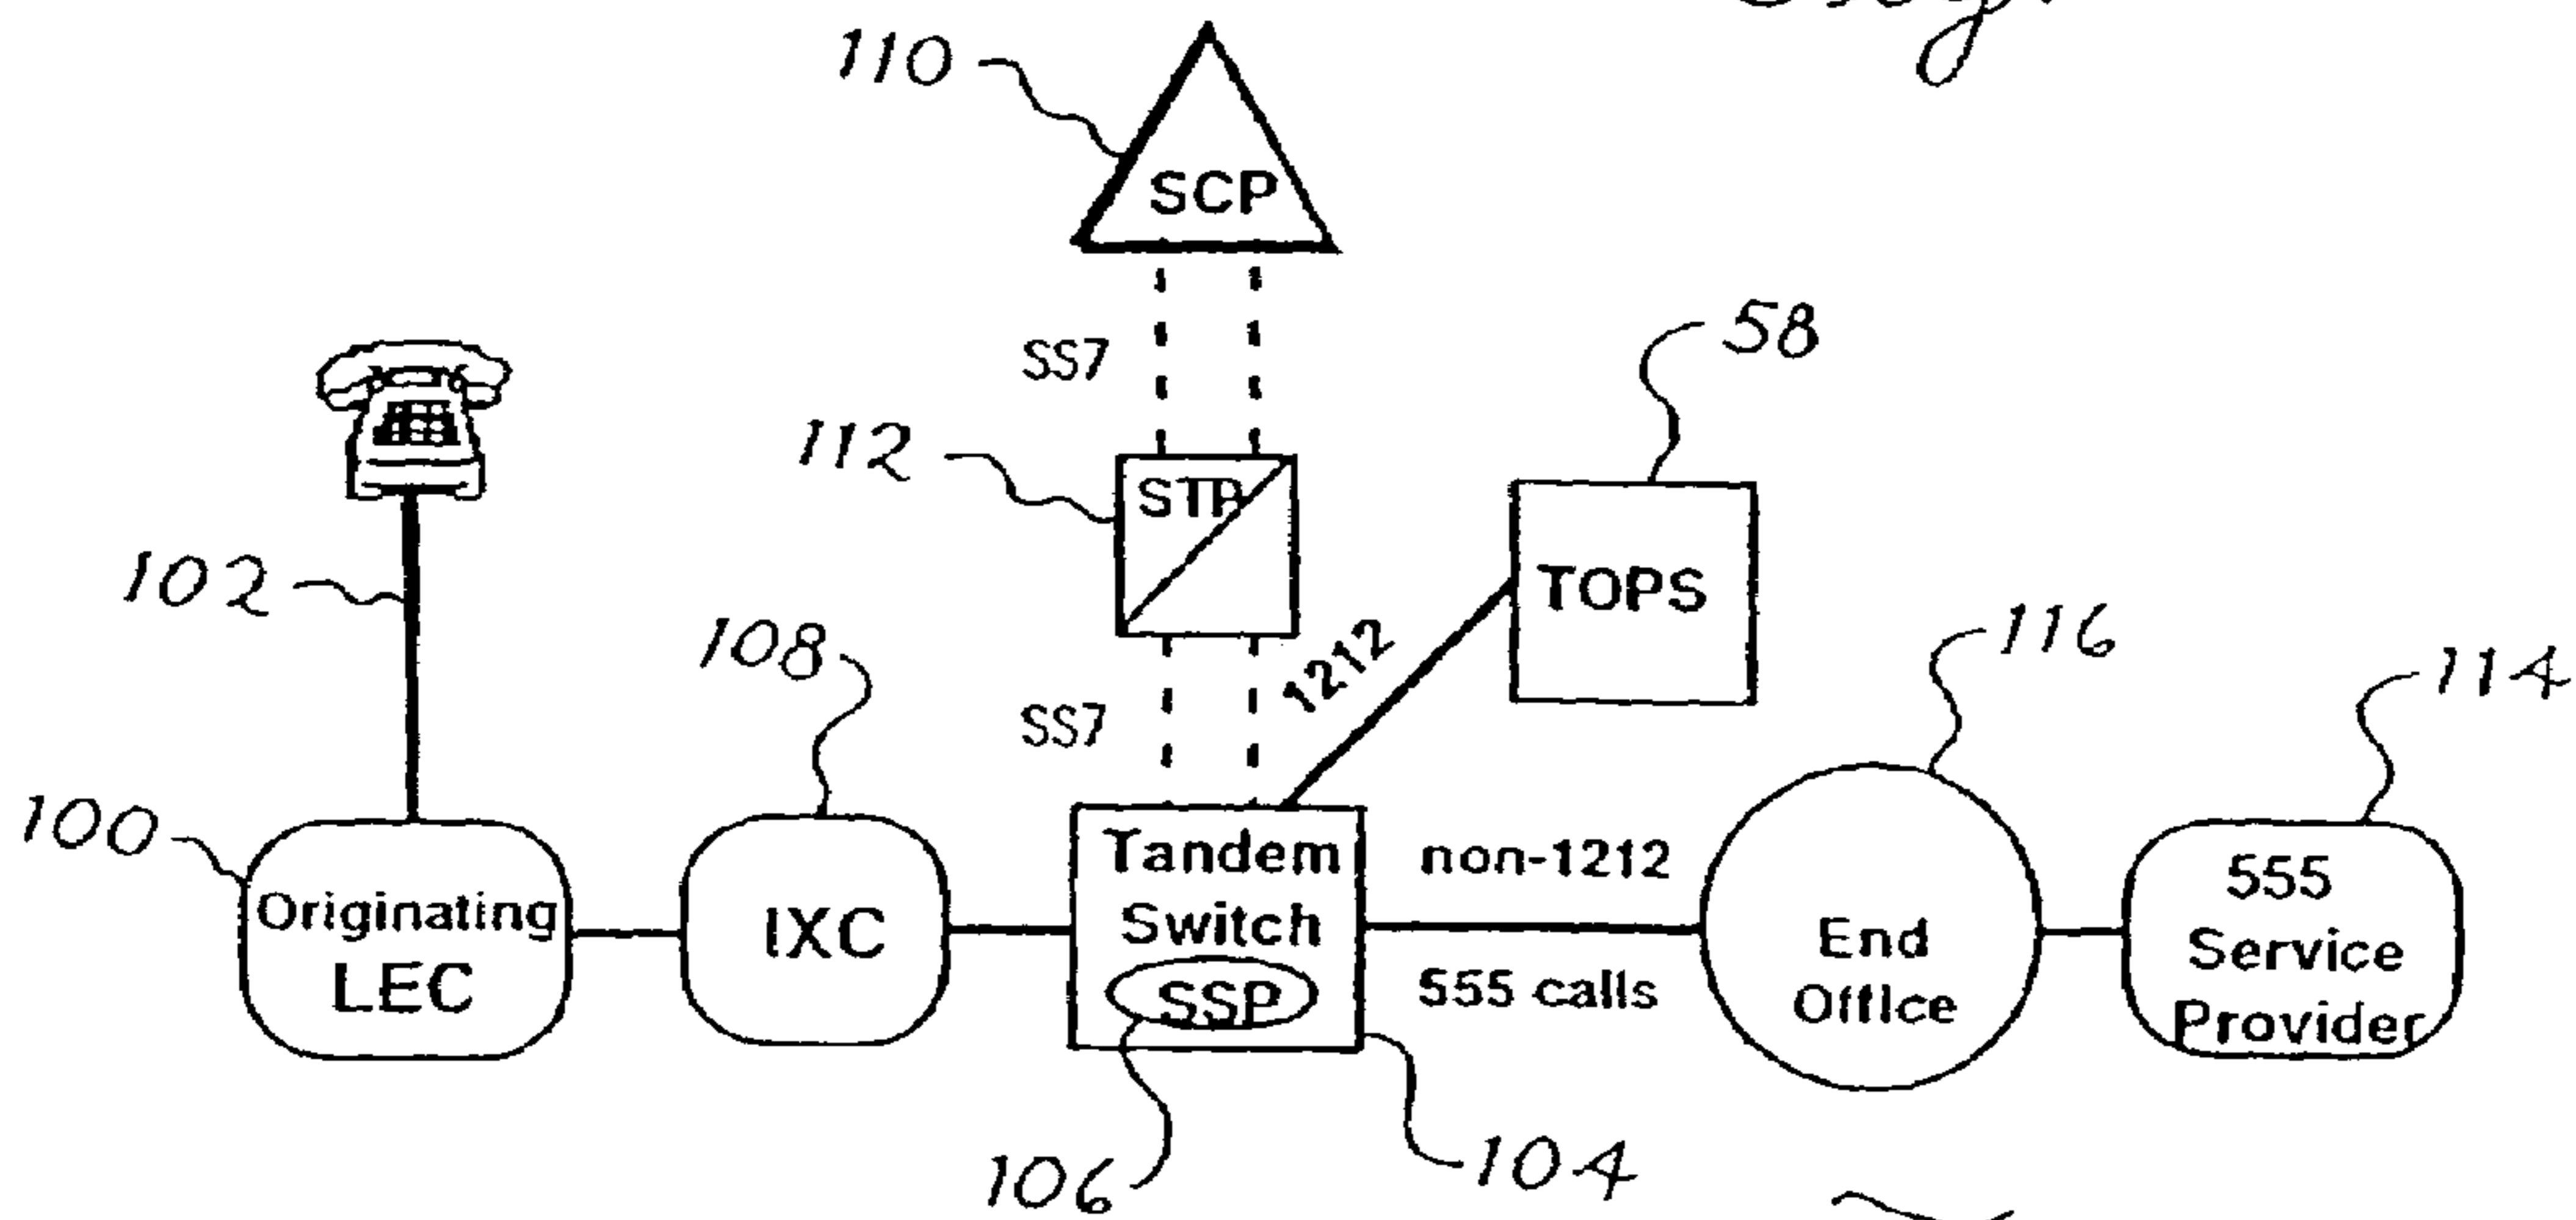 110
SCP
SS7
58
112
STP
TOPS
102
1212
116
108
114
SS7
100
Originating
LEC
IXC
Tandem
Switch
SSP
non-1212
555 calls
End
Office
555
Service
Provider
106
104